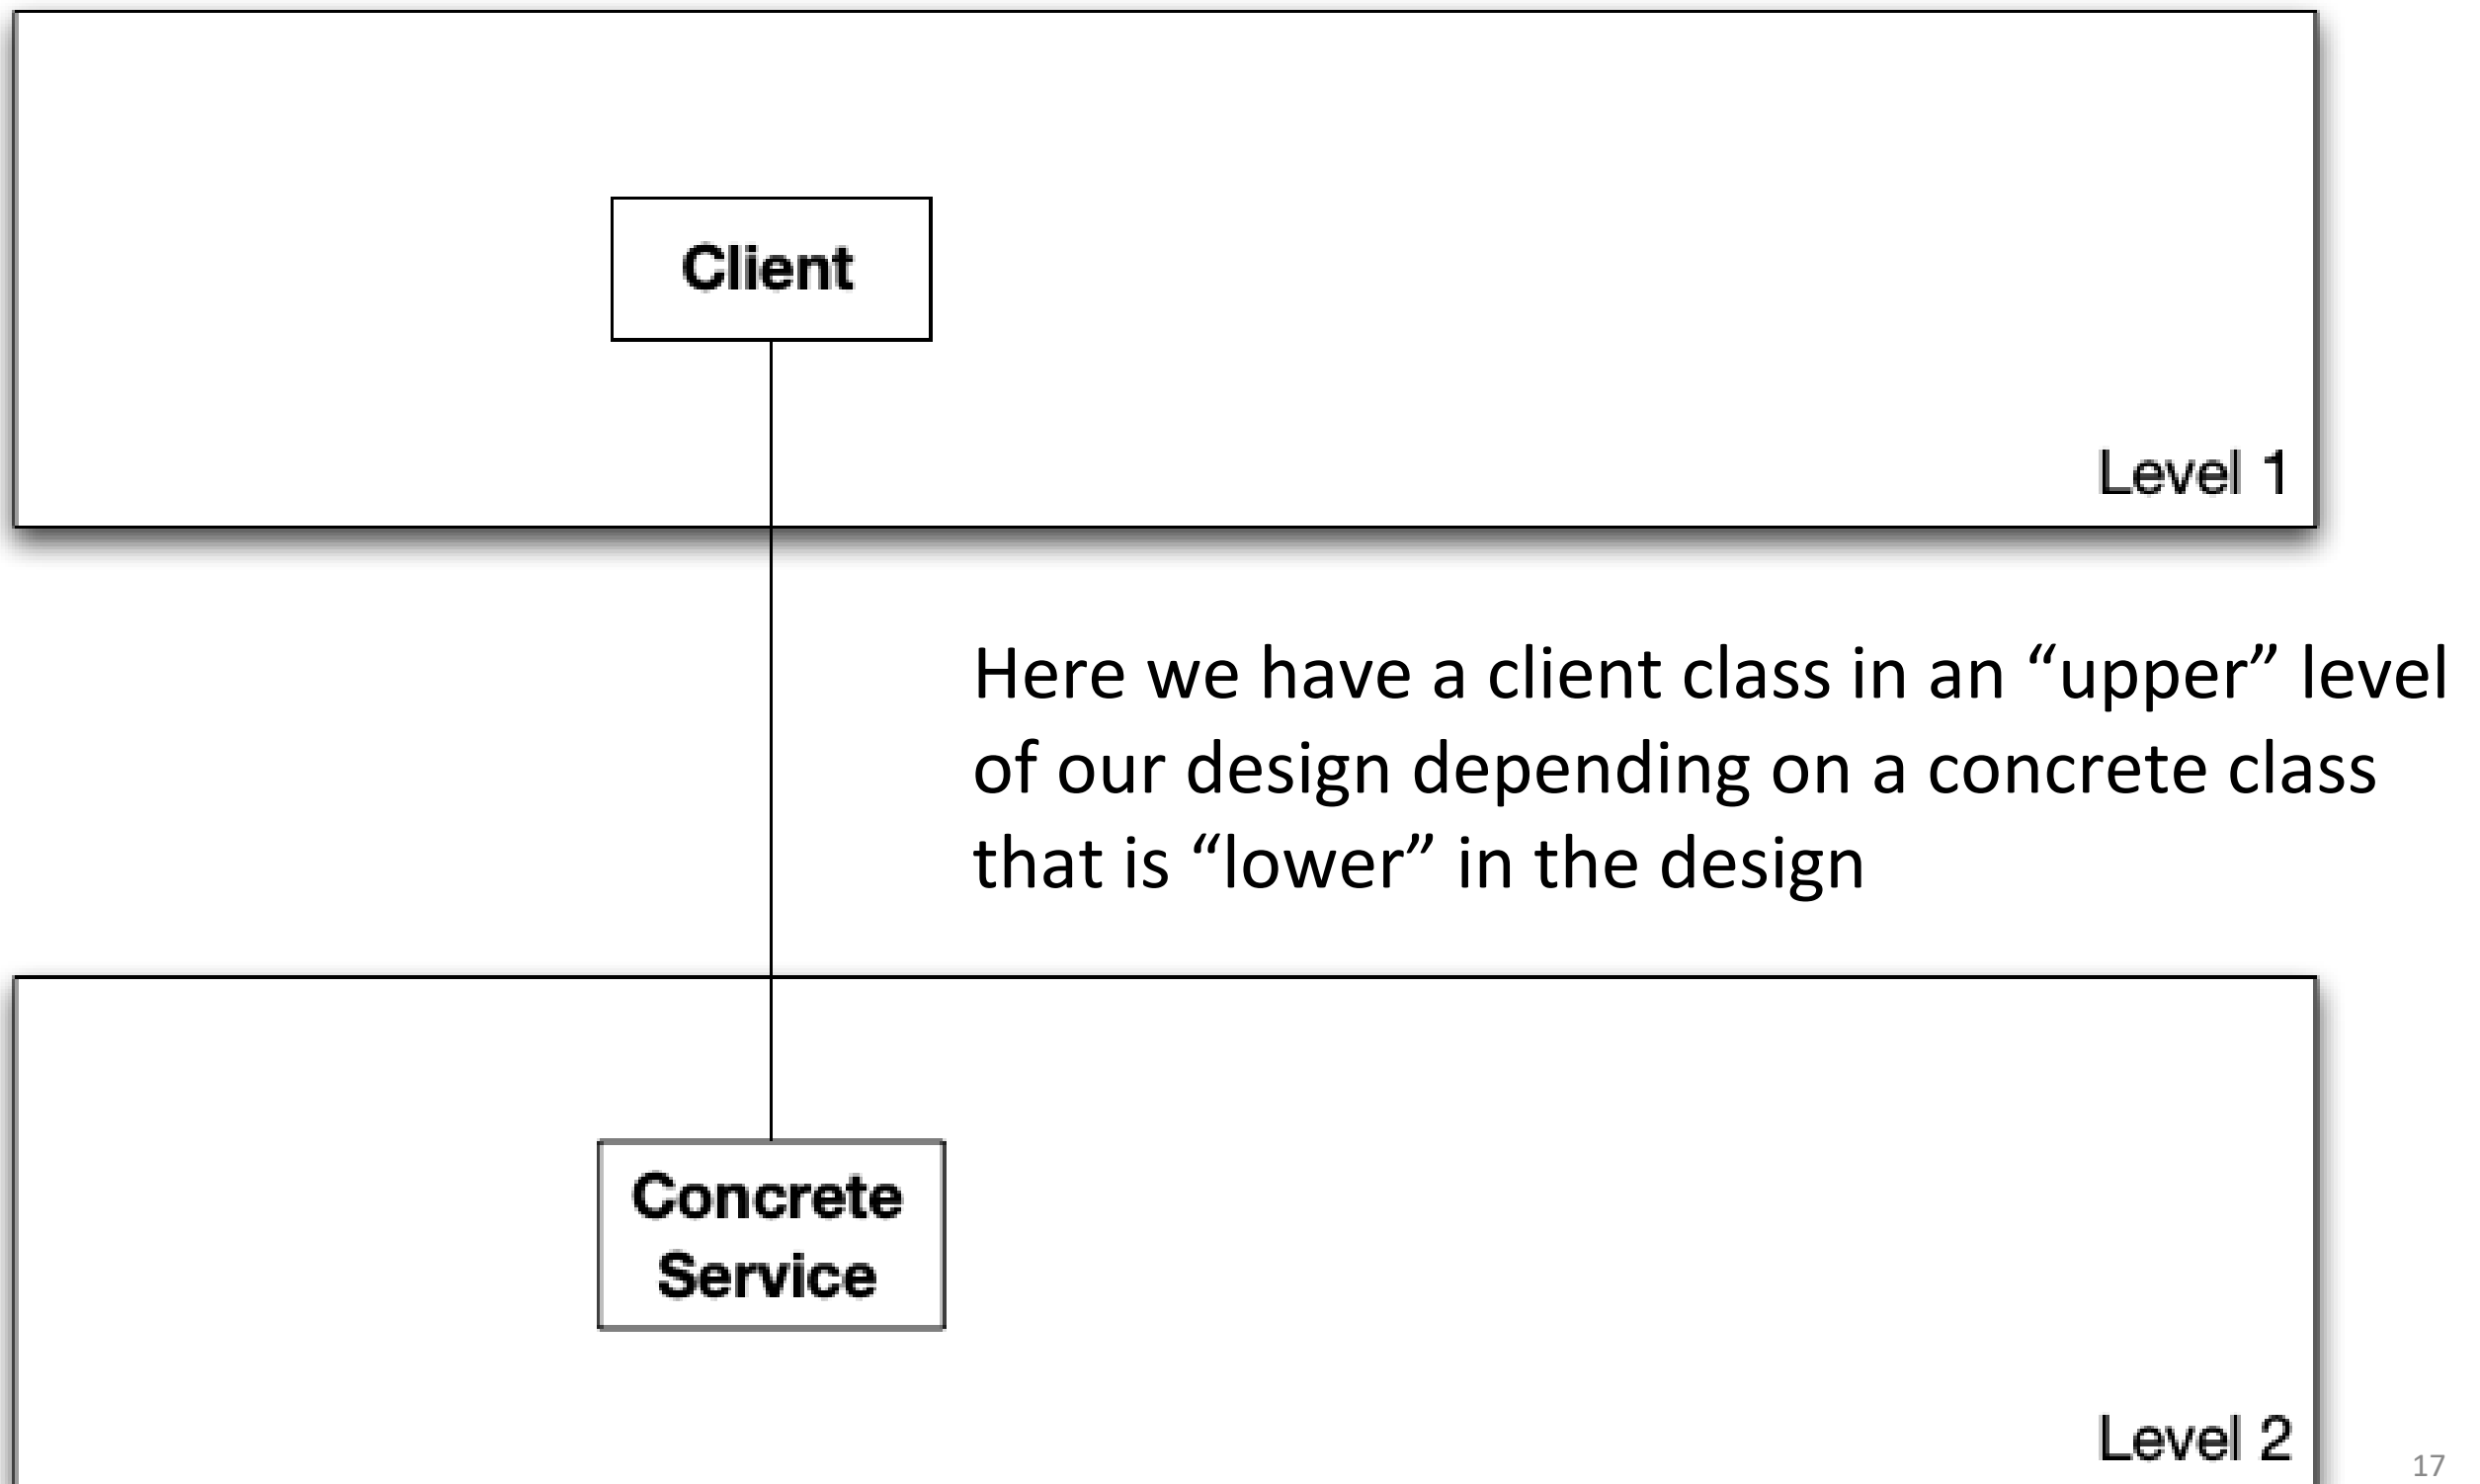 Client
Level 1
Here we have a client class in an “upper” level
of our design depending on a concrete class
that is “lower” in the design
Concrete
Service
Level 2
17